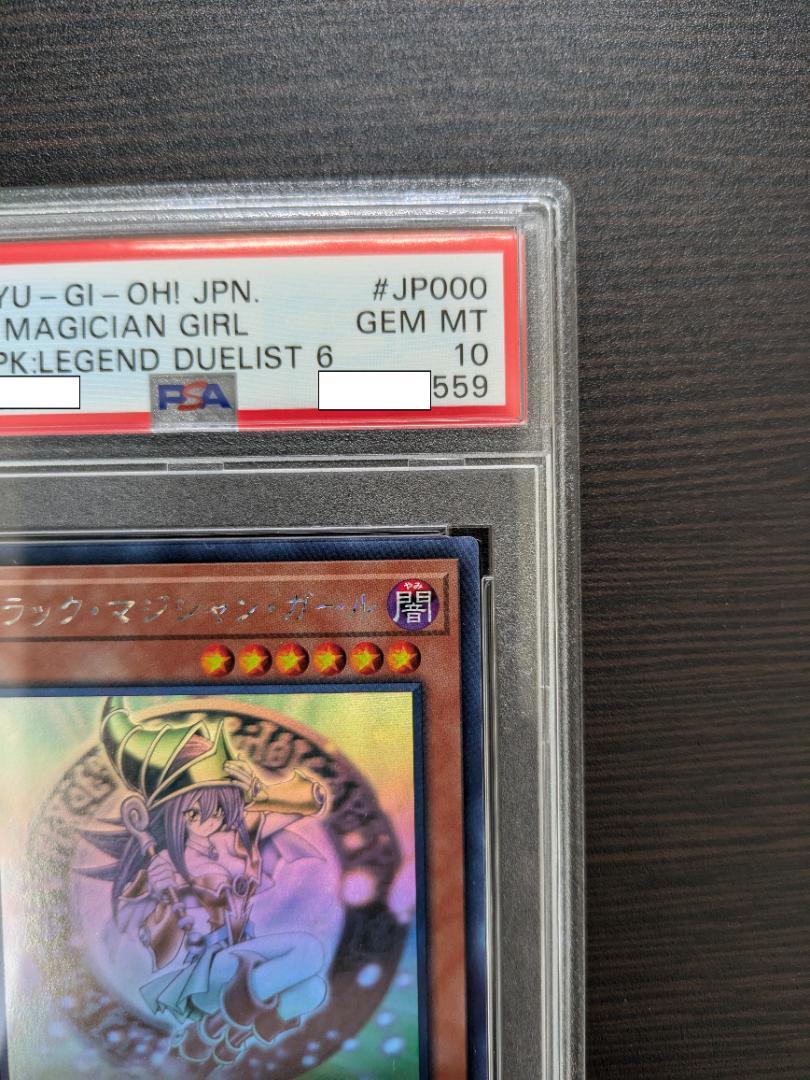 YU-GI-OH! JPN. #JP000
MAGICIAN GIRL GEM MT
PK:LEGEND DUELIST 6 10
PSA 559
ラック・マジシャン・ガール
やみ
闇